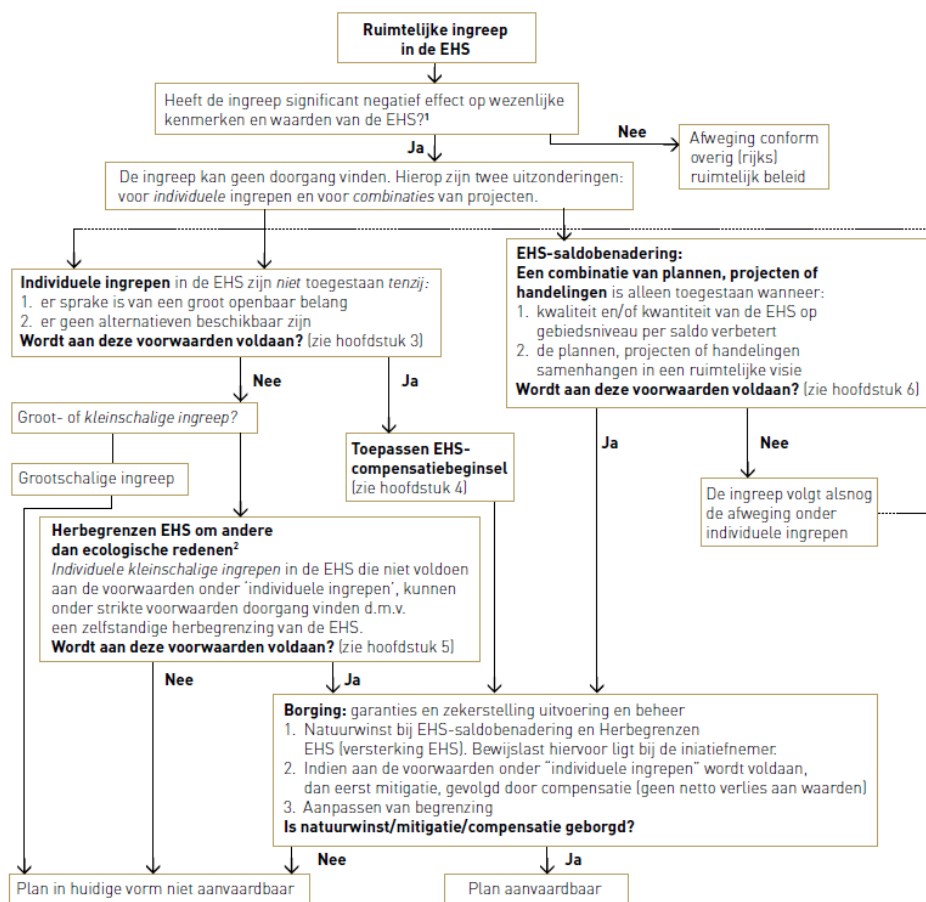 Ruimtelijke ingreep
in de EHS
Heeft de ingreep significant negatief effect op wezenlijke
kenmerken en waarden van de EHS?¹
Nee
Afweging conform
overig (rijks)
ruimtelijk beleid
Ja
De ingreep kan geen doorgang vinden. Hierop zijn twee uitzonderingen:
voor individuele ingrepen en voor combinaties van projecten.
Individuele ingrepen in de EHS zijn niet toegestaan tenzij:
1. er sprake is van een groot openbaar belang
2. er geen alternatieven beschikbaar zijn
Wordt aan deze voorwaarden voldaan? (zie hoofdstuk 3)
EHS-saldobenadering:
Een combinatie van plannen, projecten of
handelingen is alleen toegestaan wanneer:
1. kwaliteit en/of kwantiteit van de EHS op
gebiedsniveau per saldo verbetert
2. de plannen, projecten of handelingen
samenhangen in een ruimtelijke visie
Wordt aan deze voorwaarden voldaan? (zie hoofdstuk 6)
Nee
Ja
Groot- of kleinschalige ingreep?
Grootschalige ingreep
Toepassen EHS-
compensatiebeginsel
(zie hoofdstuk 4)
Ja
Nee
De ingreep volgt alsnog
de afweging onder
individuele ingrepen
Herbegrenzen EHS om andere
dan ecologische redenen²
Individuele kleinschalige ingrepen in de EHS die niet voldoen
aan de voorwaarden onder 'individuele ingrepen', kunnen
onder strikte voorwaarden doorgang vinden d.m.v.
een zelfstandige herbegrenzing van de EHS.
Wordt aan deze voorwaarden voldaan? (zie hoofdstuk 5)
Nee
Ja
Borging: garanties en zekerstelling uitvoering en beheer
1. Natuurwinst bij EHS-saldobenadering en Herbegrenzen
EHS (versterking EHS). Bewijslast hiervoor ligt bij de iniatiefnemer.
2. Indien aan de voorwaarden onder "individuele ingrepen" wordt voldaan,
dan eerst mitigatie, gevolgd door compensatie (geen netto verlies aan waarden)
3. Aanpassen van begrenzing
Is natuurwinst/mitigatie/compensatie geborgd?
Nee
Ja
Plan in huidige vorm niet aanvaardbaar
Plan aanvaardbaar